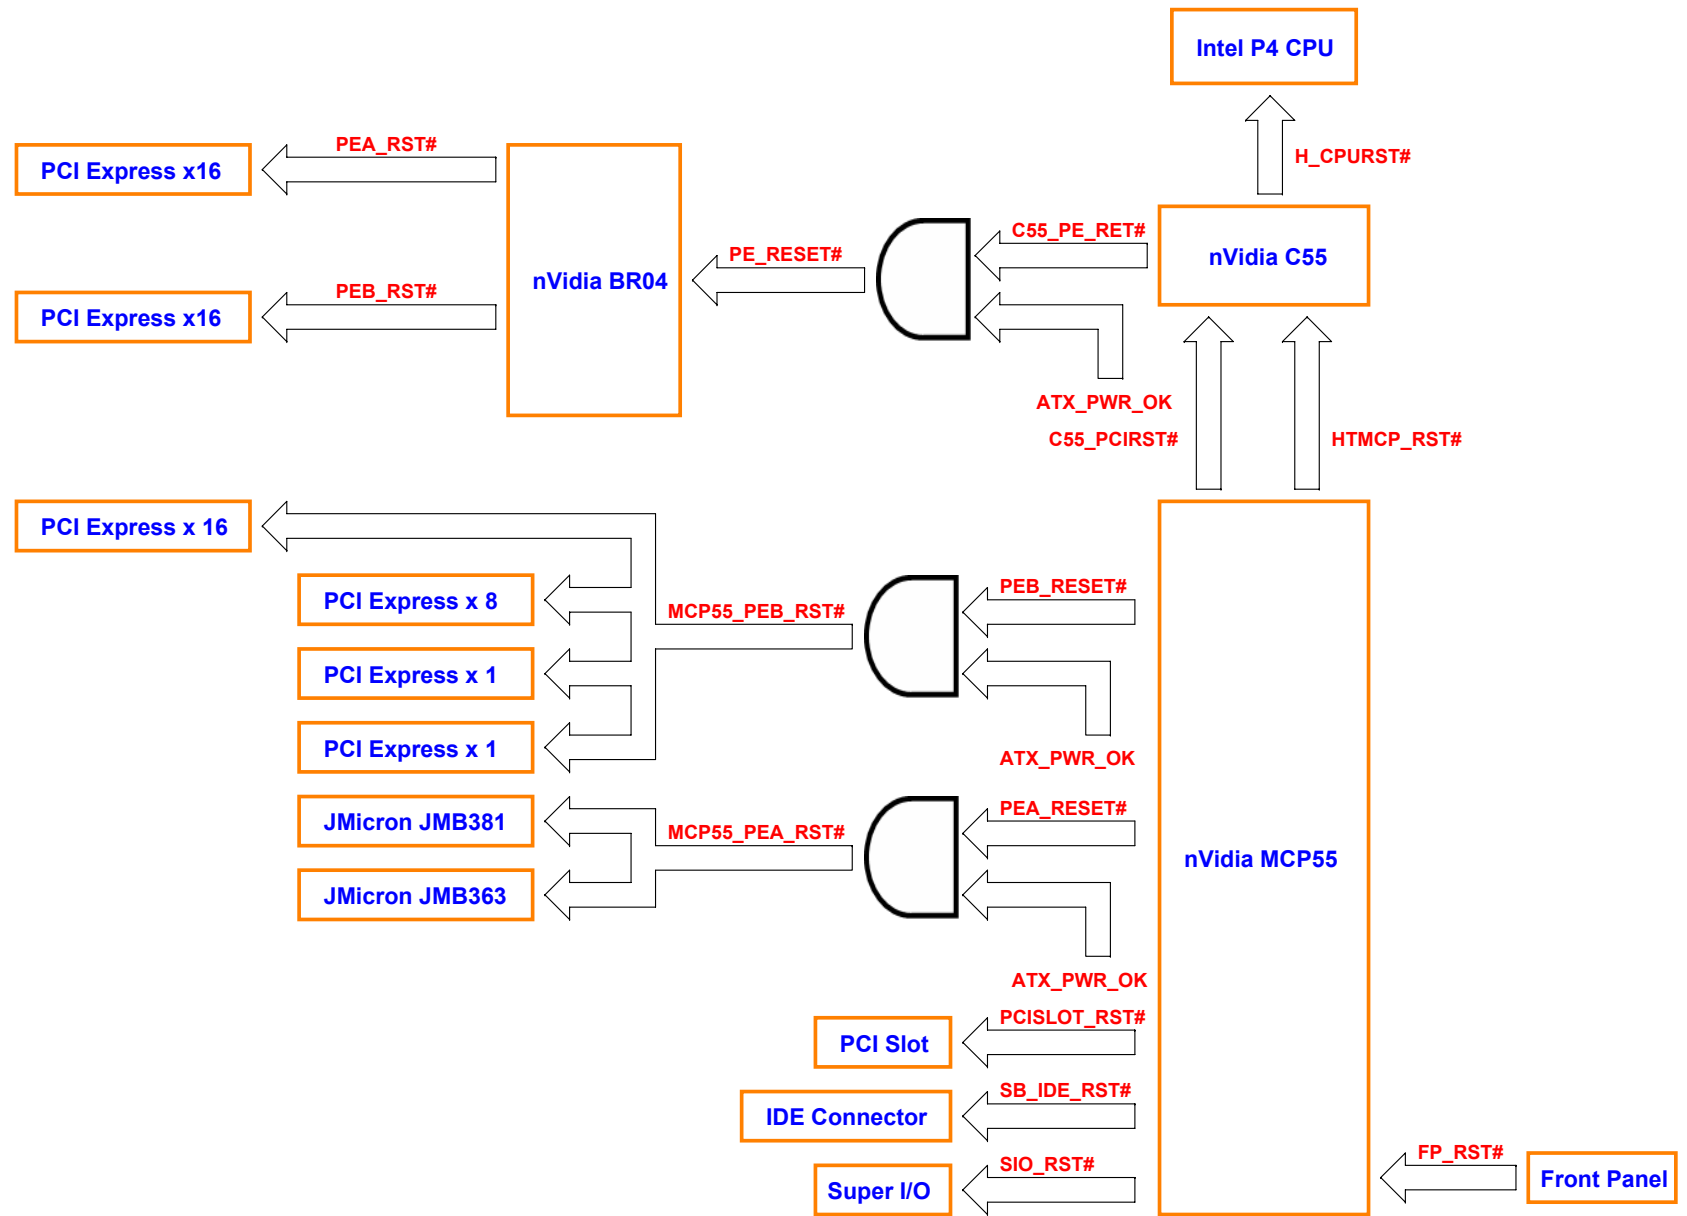 Intel P4 CPU
PEA_RST#
H_CPURST#
PCI Express x16
C55_PE_RET#
PE_RESET#
nVidia C55
nVidia BR04
PEB_RST#
PCI Express x16
ATX_PWR_OK
C55_PCIRST#
HTMCP_RST#
PCI Express x 16
PEB_RESET#
PCI Express x 8
MCP55_PEB_RST#
PCI Express x 1
PCI Express x 1
ATX_PWR_OK
PEA_RESET#
JMicron JMB381
MCP55_PEA_RST#
nVidia MCP55
JMicron JMB363
ATX_PWR_OK
PCISLOT_RST#
PCI Slot
SB_IDE_RST#
IDE Connector
FP_RST#
SIO_RST#
Front Panel
Super I/O